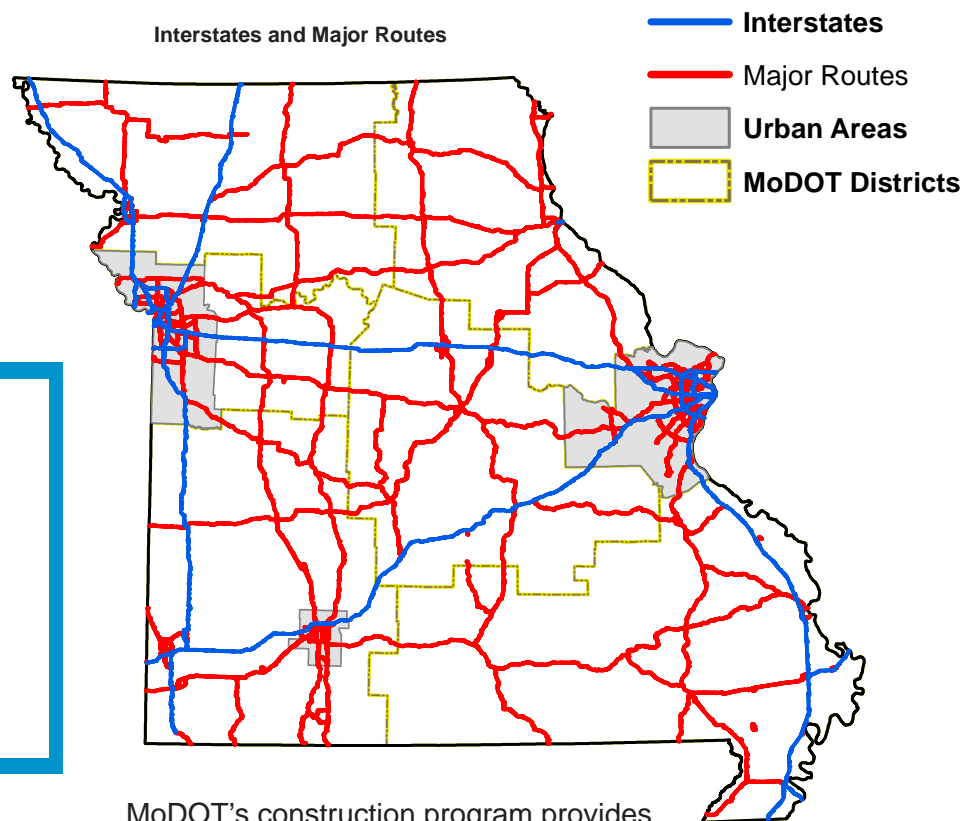 Interstates and Major Routes
Interstates
Major Routes
Urban Areas
MoDOT Districts
MoDOT's construction program provides